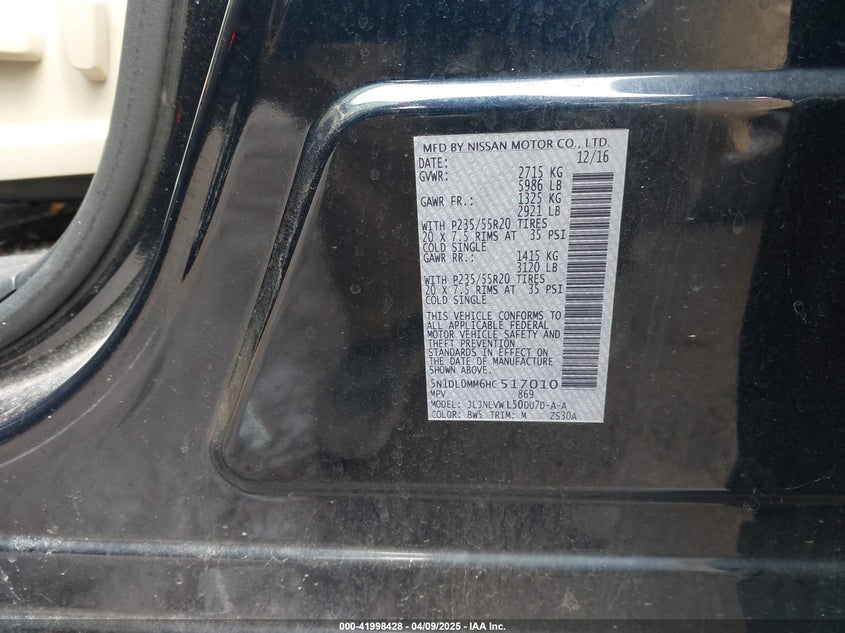 MFD BY NISSAN MOTOR CO., LTD.
DATE: 12/16
GVWR: 2715 KG
5986 LB
GAWR FR.: 1325 KG
2921 LB
WITH P235/55R20 TIRES
20 X 7.5 RIMS AT 35 PSI
COLD SINGLE
GAWR RR.: 1415 KG
3120 LB
WITH P235/55R20 TIRES
20 X 7.5 RIMS AT 35 PSI
COLD SINGLE
THIS VEHICLE CONFORMS TO
ALL APPLICABLE FEDERAL
MOTOR VEHICLE SAFETY AND
THEFT PREVENTION
STANDARDS IN EFFECT ON
THE DATE OF MANUFACTURE
SHOWN ABOVE.
5N1DL0MM6HC517010
MPV 869
MODEL: JLJNLVWL50DU7D-A-A
COLOR: BW5 TRIM: M ZS30A
000-41998428 - 04/09/2025 - IAA Inc.